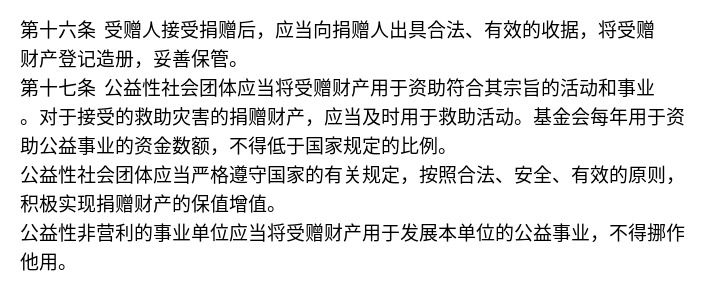 第十六条 受赠人接受捐赠后，应当向捐赠人出具合法、有效的收据，将受赠
财产登记造册，妥善保管。
第十七条 公益性社会团体应当将受赠财产用于资助符合其宗旨的活动和事业
。对于接受的救助灾害的捐赠财产，应当及时用于救助活动。基金会每年用于资
助公益事业的资金数额，不得低于国家规定的比例。
公益性社会团体应当严格遵守国家的有关规定，按照合法、安全、有效的原则，
积极实现捐赠财产的保值增值。
公益性非营利的事业单位应当将受赠财产用于发展本单位的公益事业，不得挪作
他用。